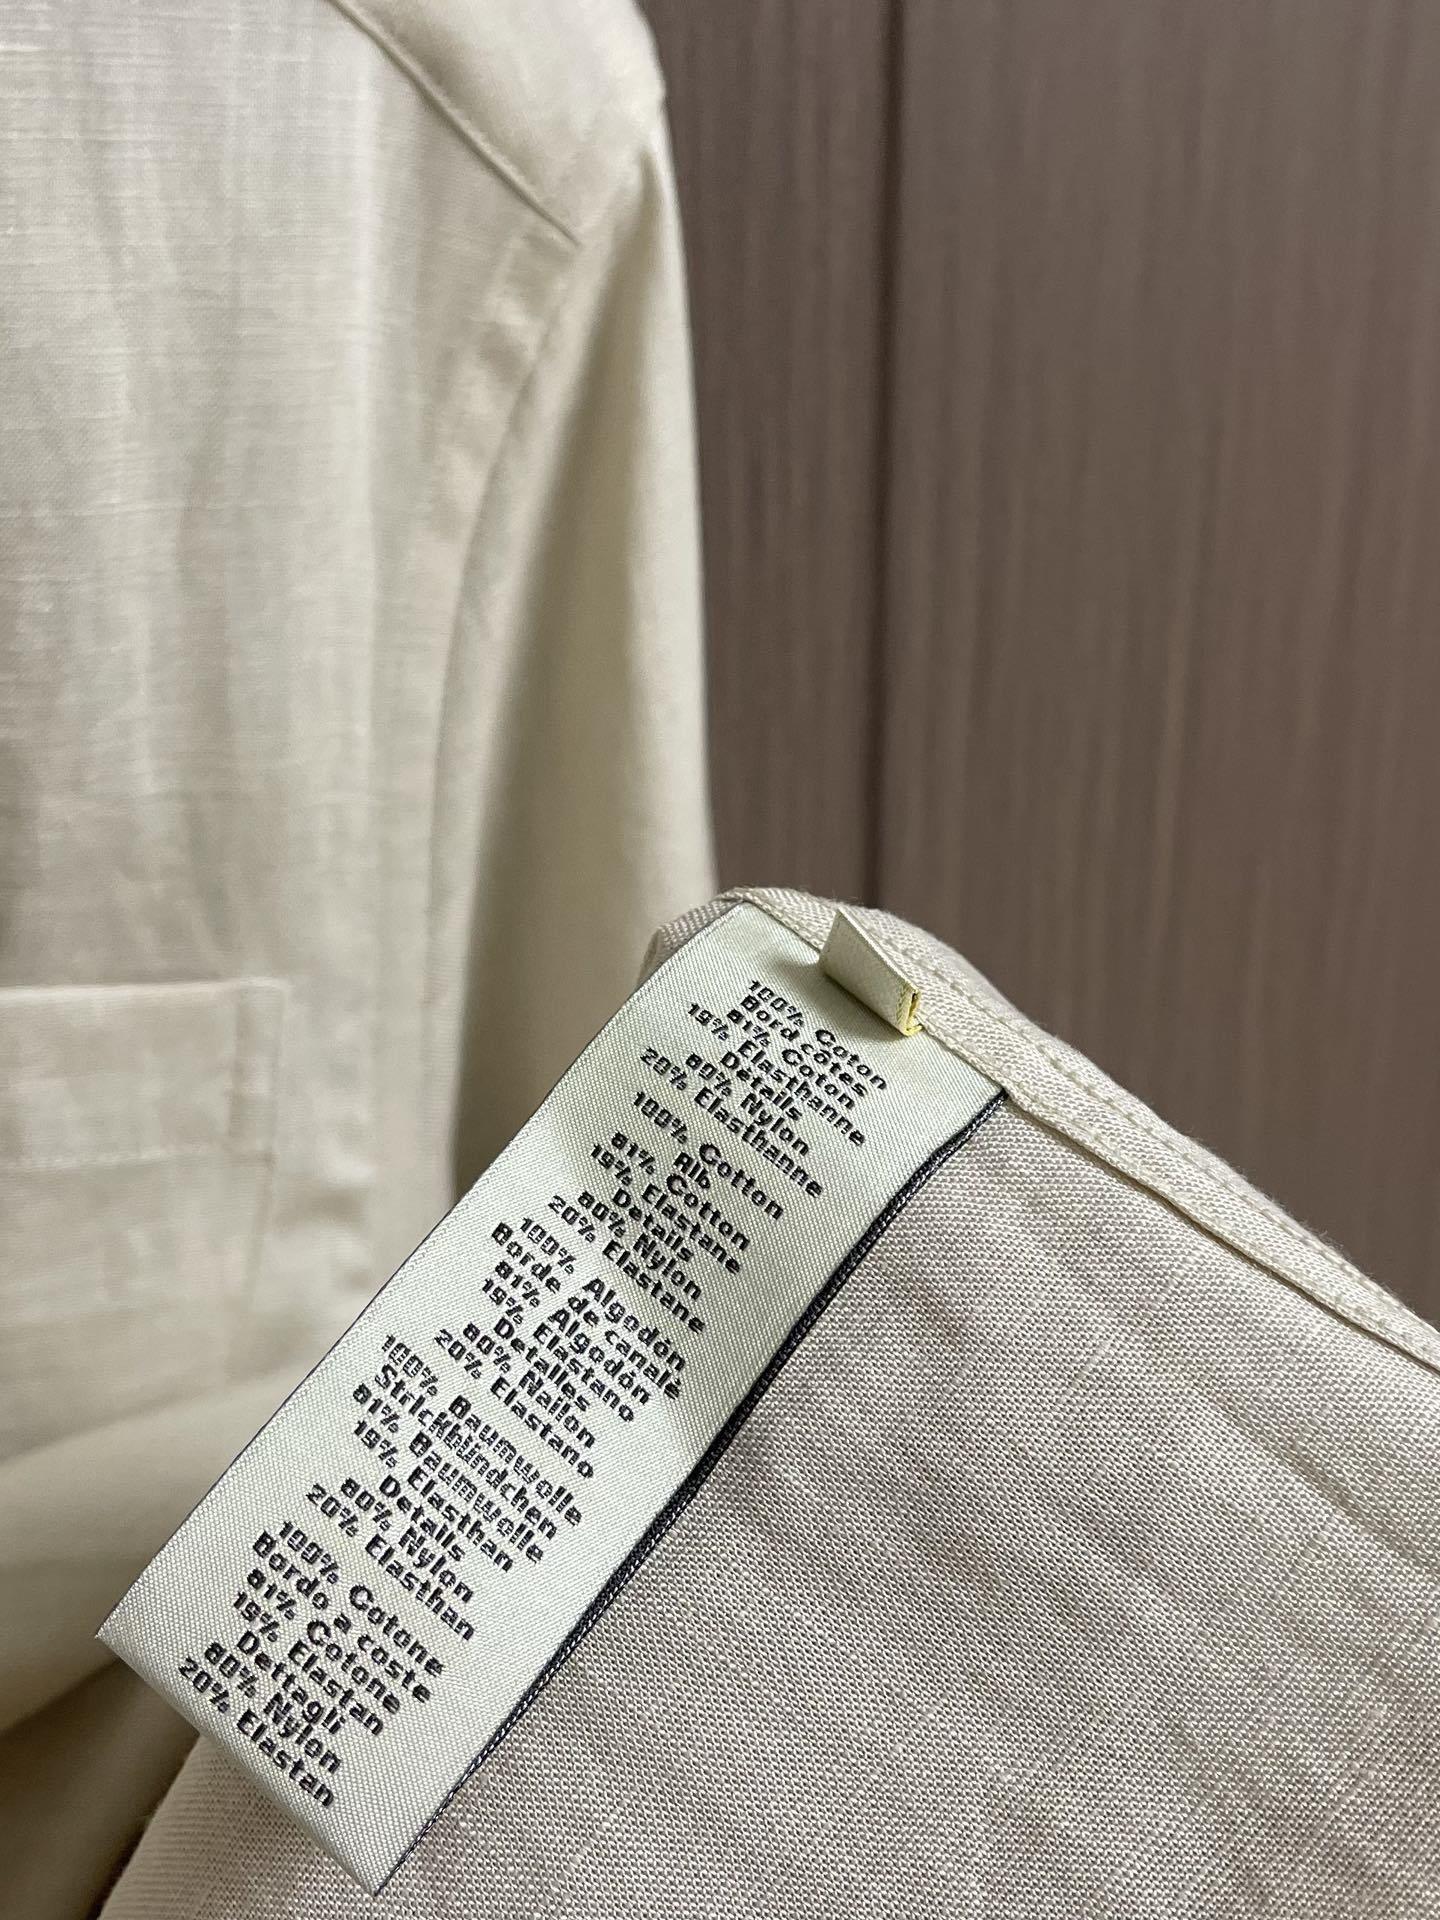 100% Coton
Bord côtes
81% Coton
19% Elasthanne
Details
80% Nylon
20% Elasthanne
100% Cotton
Rib
81% Cotton
19% Elastane
Details
80% Nylon
20% Elastane
100% Algodón
Borde de canalé
81% Algodón
19% Elastano
Detalles
80% Nailon
20% Elastano
100% Baumwolle
Strickbündchen
81% Baumwolle
19% Elasthan
Details
80% Nylon
20% Elasthan
100% Cotone
Bordo a coste
81% Cotone
19% Elastan
Dettagli
80% Nylon
20% Elastan